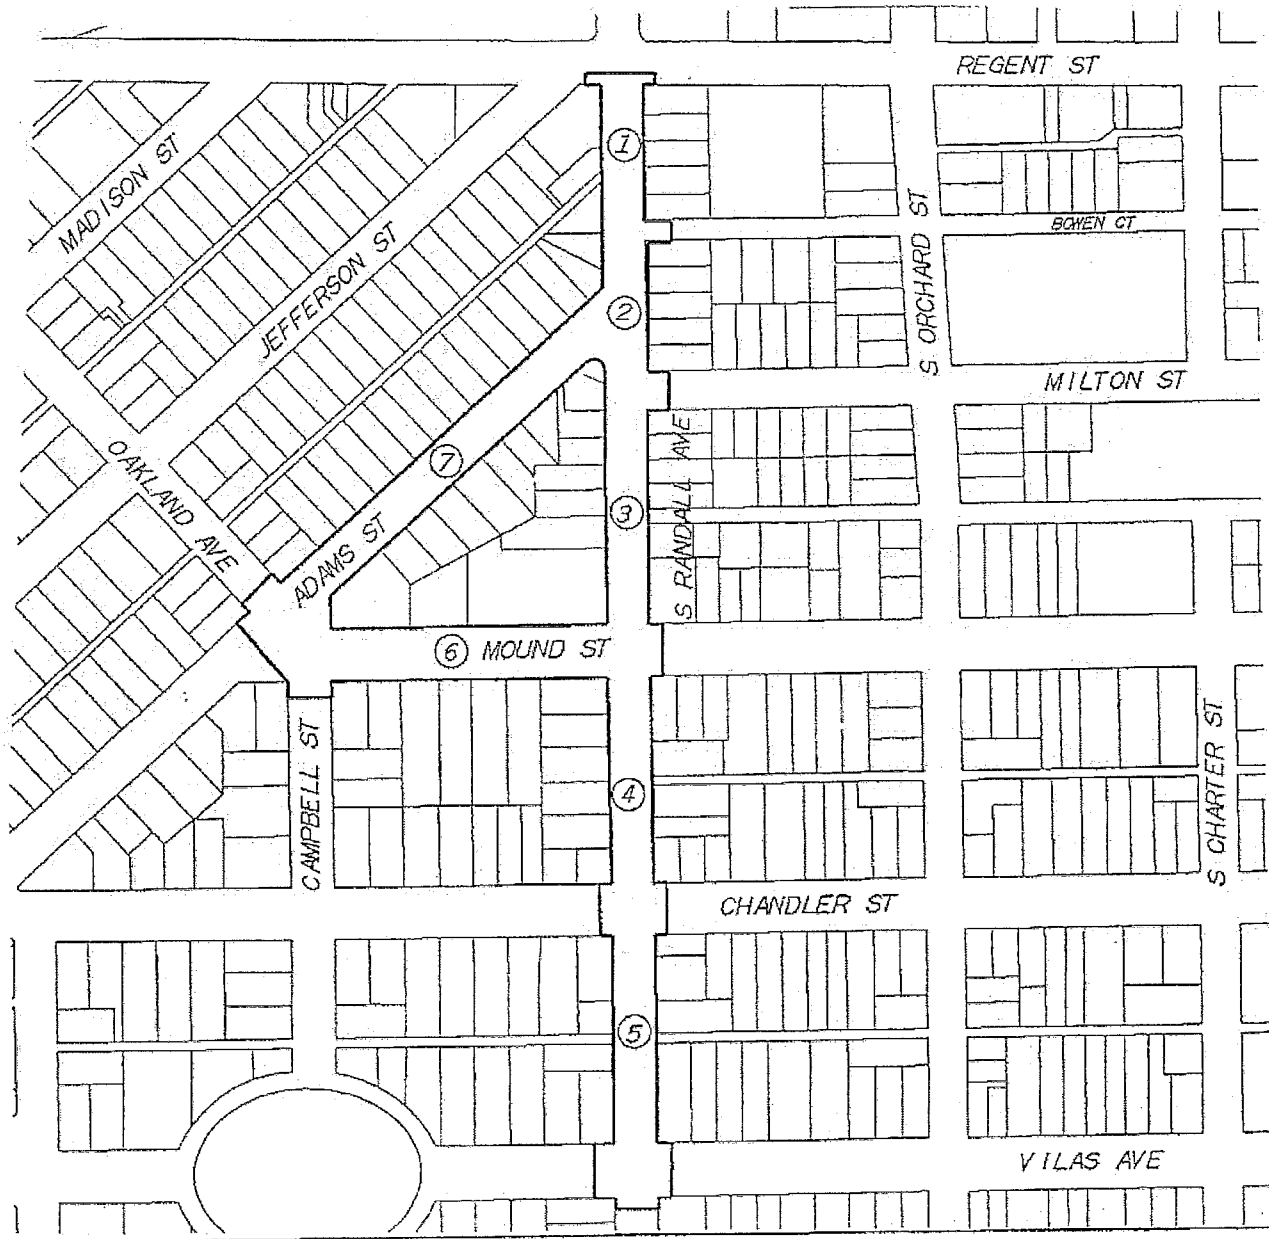 REGENT ST
1
MADISON ST
BOWEN CT
JEFFERSON ST
S ORCHARD ST
2
MILTON ST
OAKLAND AVE
7
S RANDALL AVE
3
ADAMS ST
6
MOUND ST
S CHARTER ST
CAMPBELL ST
4
CHANDLER ST
5
VILAS AVE